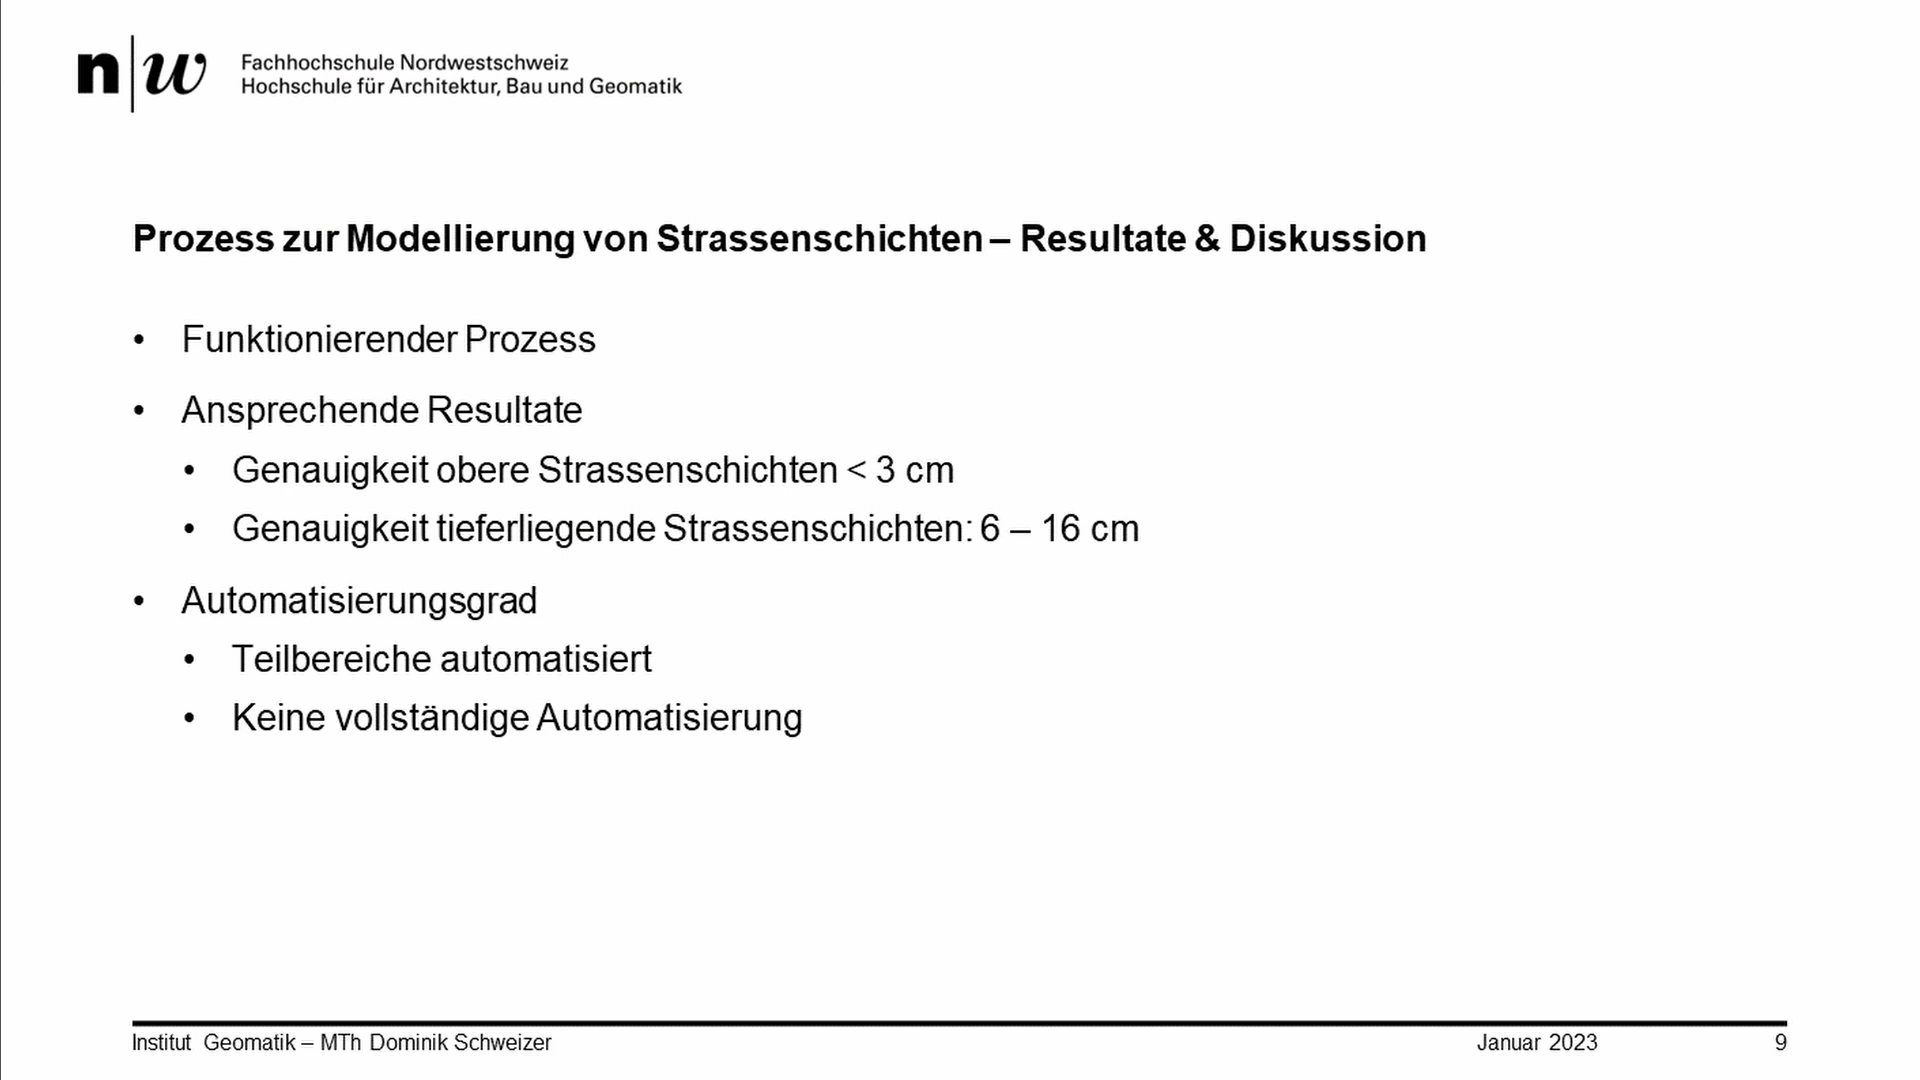 n|w
Fachhochschule Nordwestschweiz
Hochschule für Architektur, Bau und Geomatik
Prozess zur Modellierung von Strassenschichten – Resultate & Diskussion
• Funktionierender Prozess
• Ansprechende Resultate
• Genauigkeit obere Strassenschichten < 3 cm
• Genauigkeit tieferliegende Strassenschichten: 6 – 16 cm
• Automatisierungsgrad
• Teilbereiche automatisiert
• Keine vollständige Automatisierung
Institut Geomatik – MTh Dominik Schweizer
Januar 2023
9